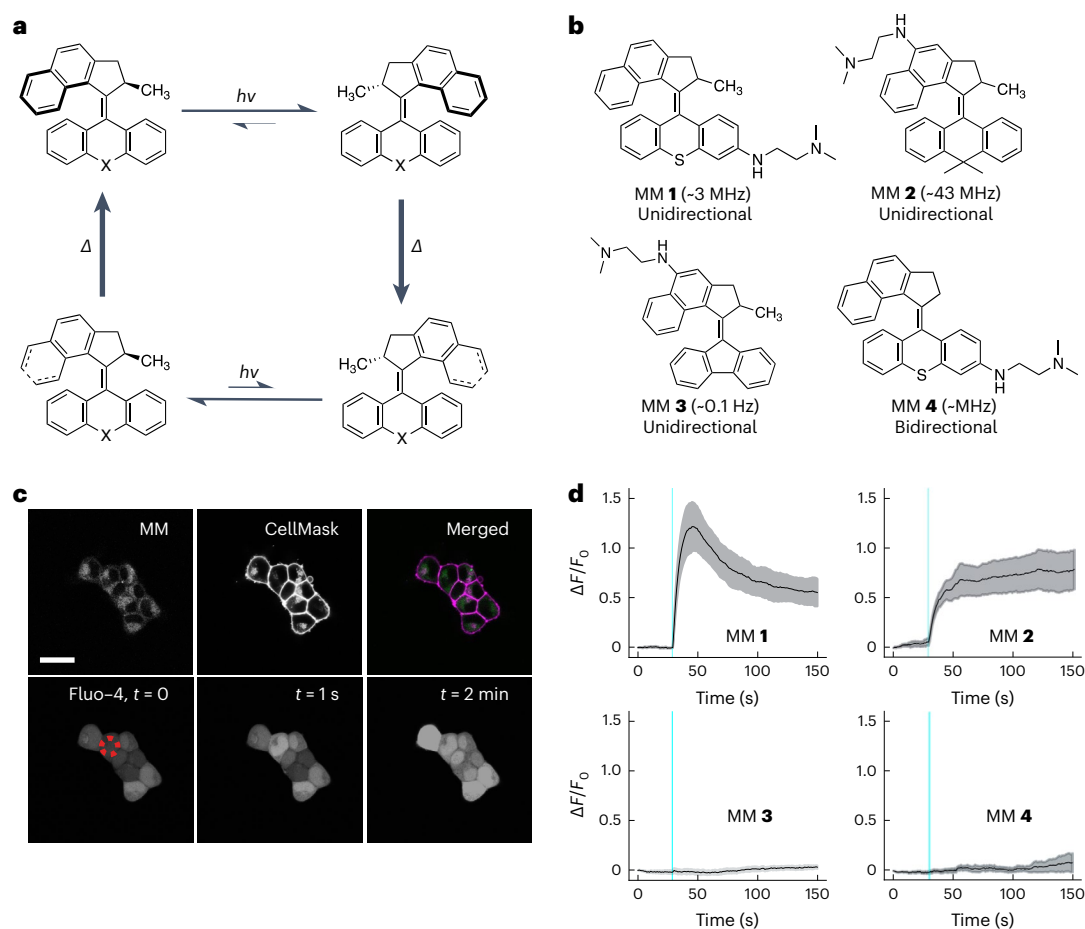 a
hν
CH₃
H₃C
X
X
Δ
Δ
hν
CH₃
H₃C
X
X
b
CH₃
S
N
H
N
MM 1 (~3 MHz)
Unidirectional
H
N
N
CH₃
MM 2 (~43 MHz)
Unidirectional
H
N
N
CH₃
MM 3 (~0.1 Hz)
Unidirectional
S
N
H
N
MM 4 (~MHz)
Bidirectional
c
MM
CellMask
Merged
Fluo–4, t = 0
t = 1 s
t = 2 min
d
1.5
1.0
0.5
0
ΔF/F₀
MM 1
0 50 100 150
Time (s)
1.5
1.0
0.5
0
MM 2
0 50 100 150
Time (s)
1.5
1.0
0.5
0
ΔF/F₀
MM 3
0 50 100 150
Time (s)
1.5
1.0
0.5
0
MM 4
0 50 100 150
Time (s)